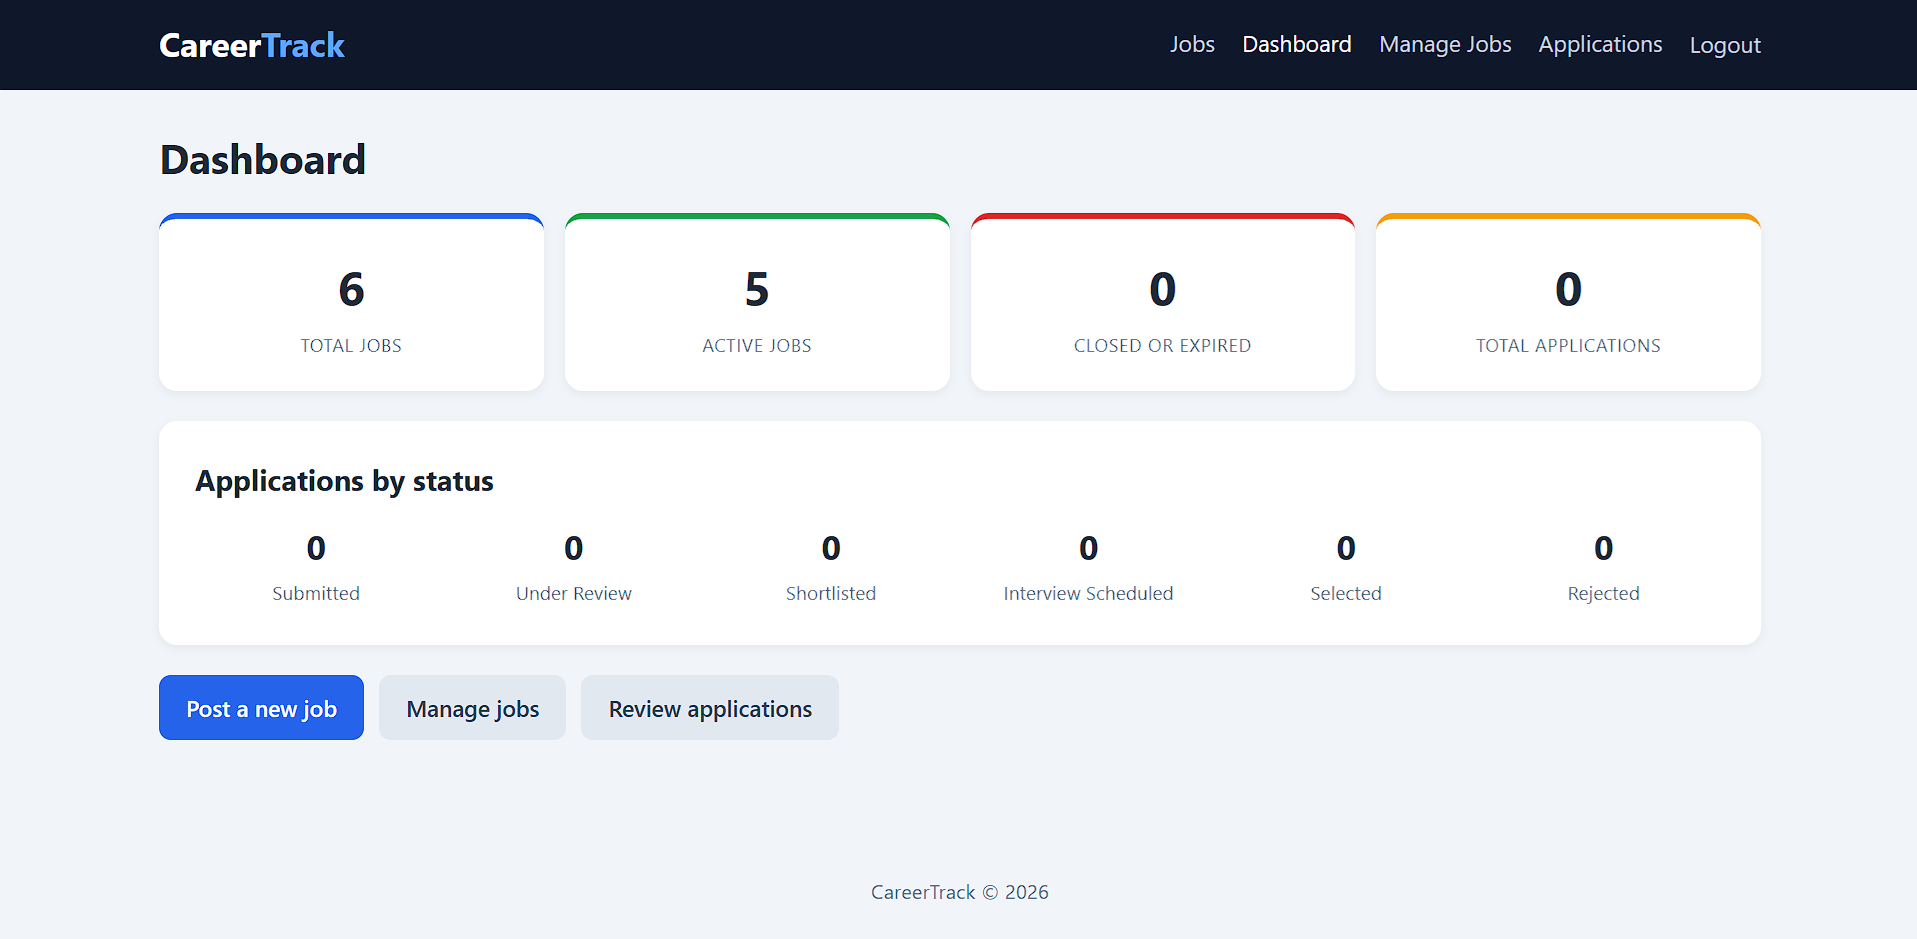 CareerTrack
Jobs Dashboard Manage Jobs Applications Logout
Dashboard
6
TOTAL JOBS
5
ACTIVE JOBS
0
CLOSED OR EXPIRED
0
TOTAL APPLICATIONS
Applications by status
0
Submitted
0
Under Review
0
Shortlisted
0
Interview Scheduled
0
Selected
0
Rejected
Post a new job
Manage jobs
Review applications
CareerTrack © 2026